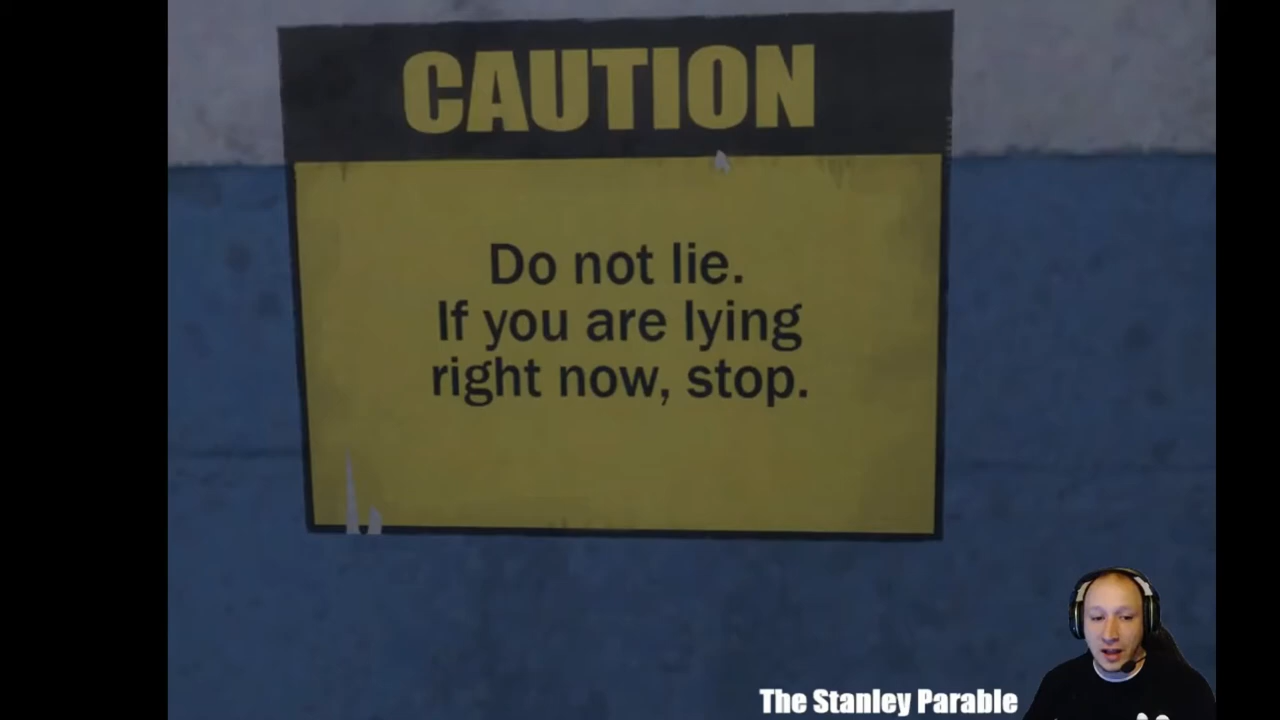 CAUTION
Do not lie.
If you are lying
right now, stop.
The Stanley Parable